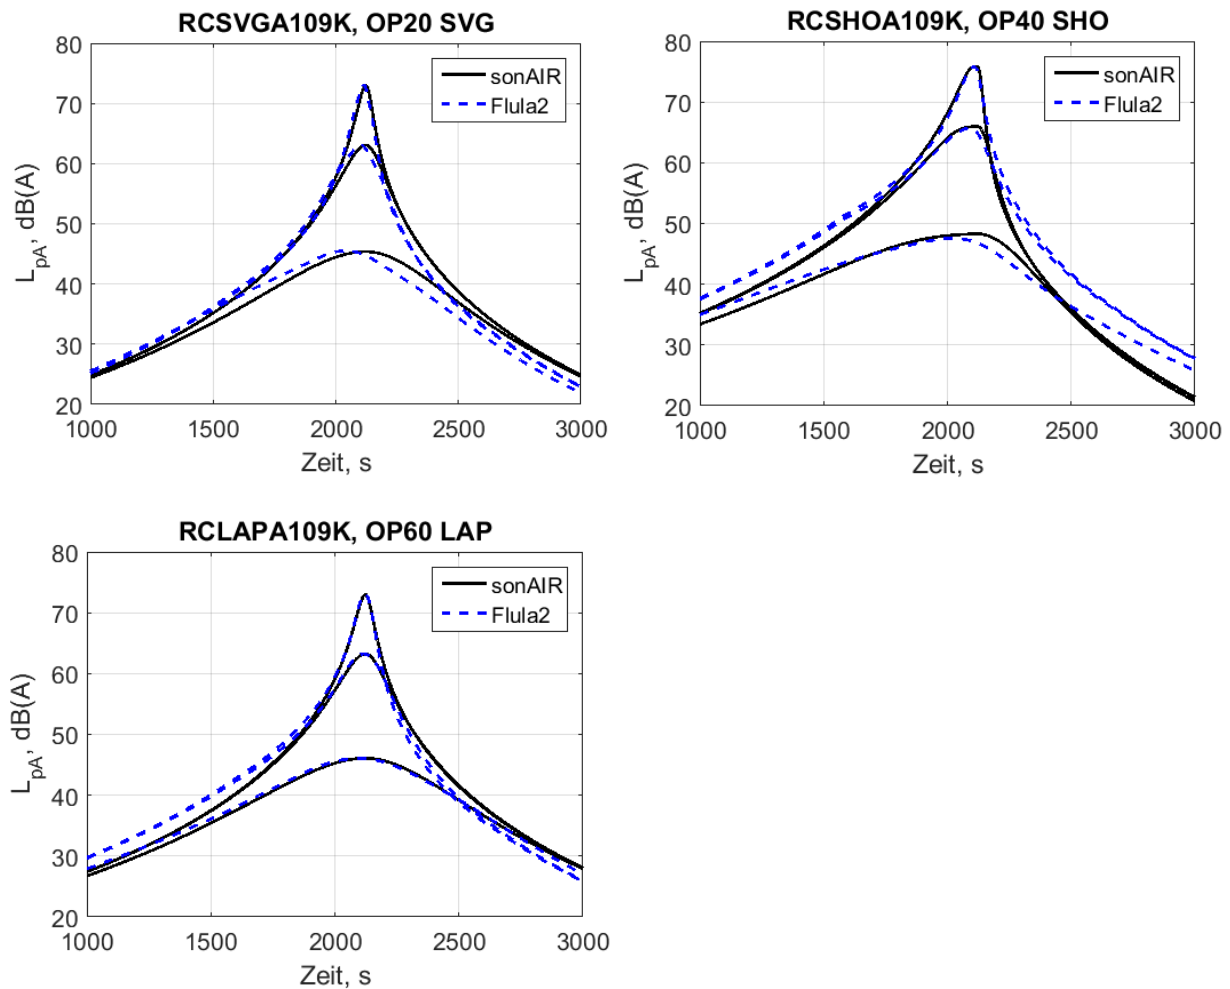 RCSVGA109K, OP20 SVG
80
70
60
50
40
30
20
L_pA, dB(A)
sonAIR
Flula2
1000 1500 2000 2500 3000
Zeit, s
RCSHOA109K, OP40 SHO
80
70
60
50
40
30
20
L_pA, dB(A)
sonAIR
Flula2
1000 1500 2000 2500 3000
Zeit, s
RCLAPA109K, OP60 LAP
80
70
60
50
40
30
20
L_pA, dB(A)
sonAIR
Flula2
1000 1500 2000 2500 3000
Zeit, s